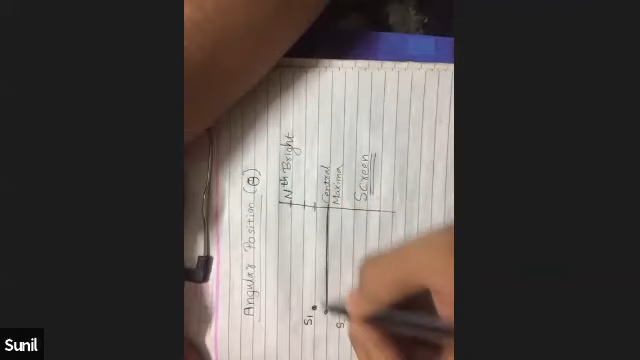 Angular Position (θ)
Nth Bright
Central
Maxima
Screen
S1
S
Sunil